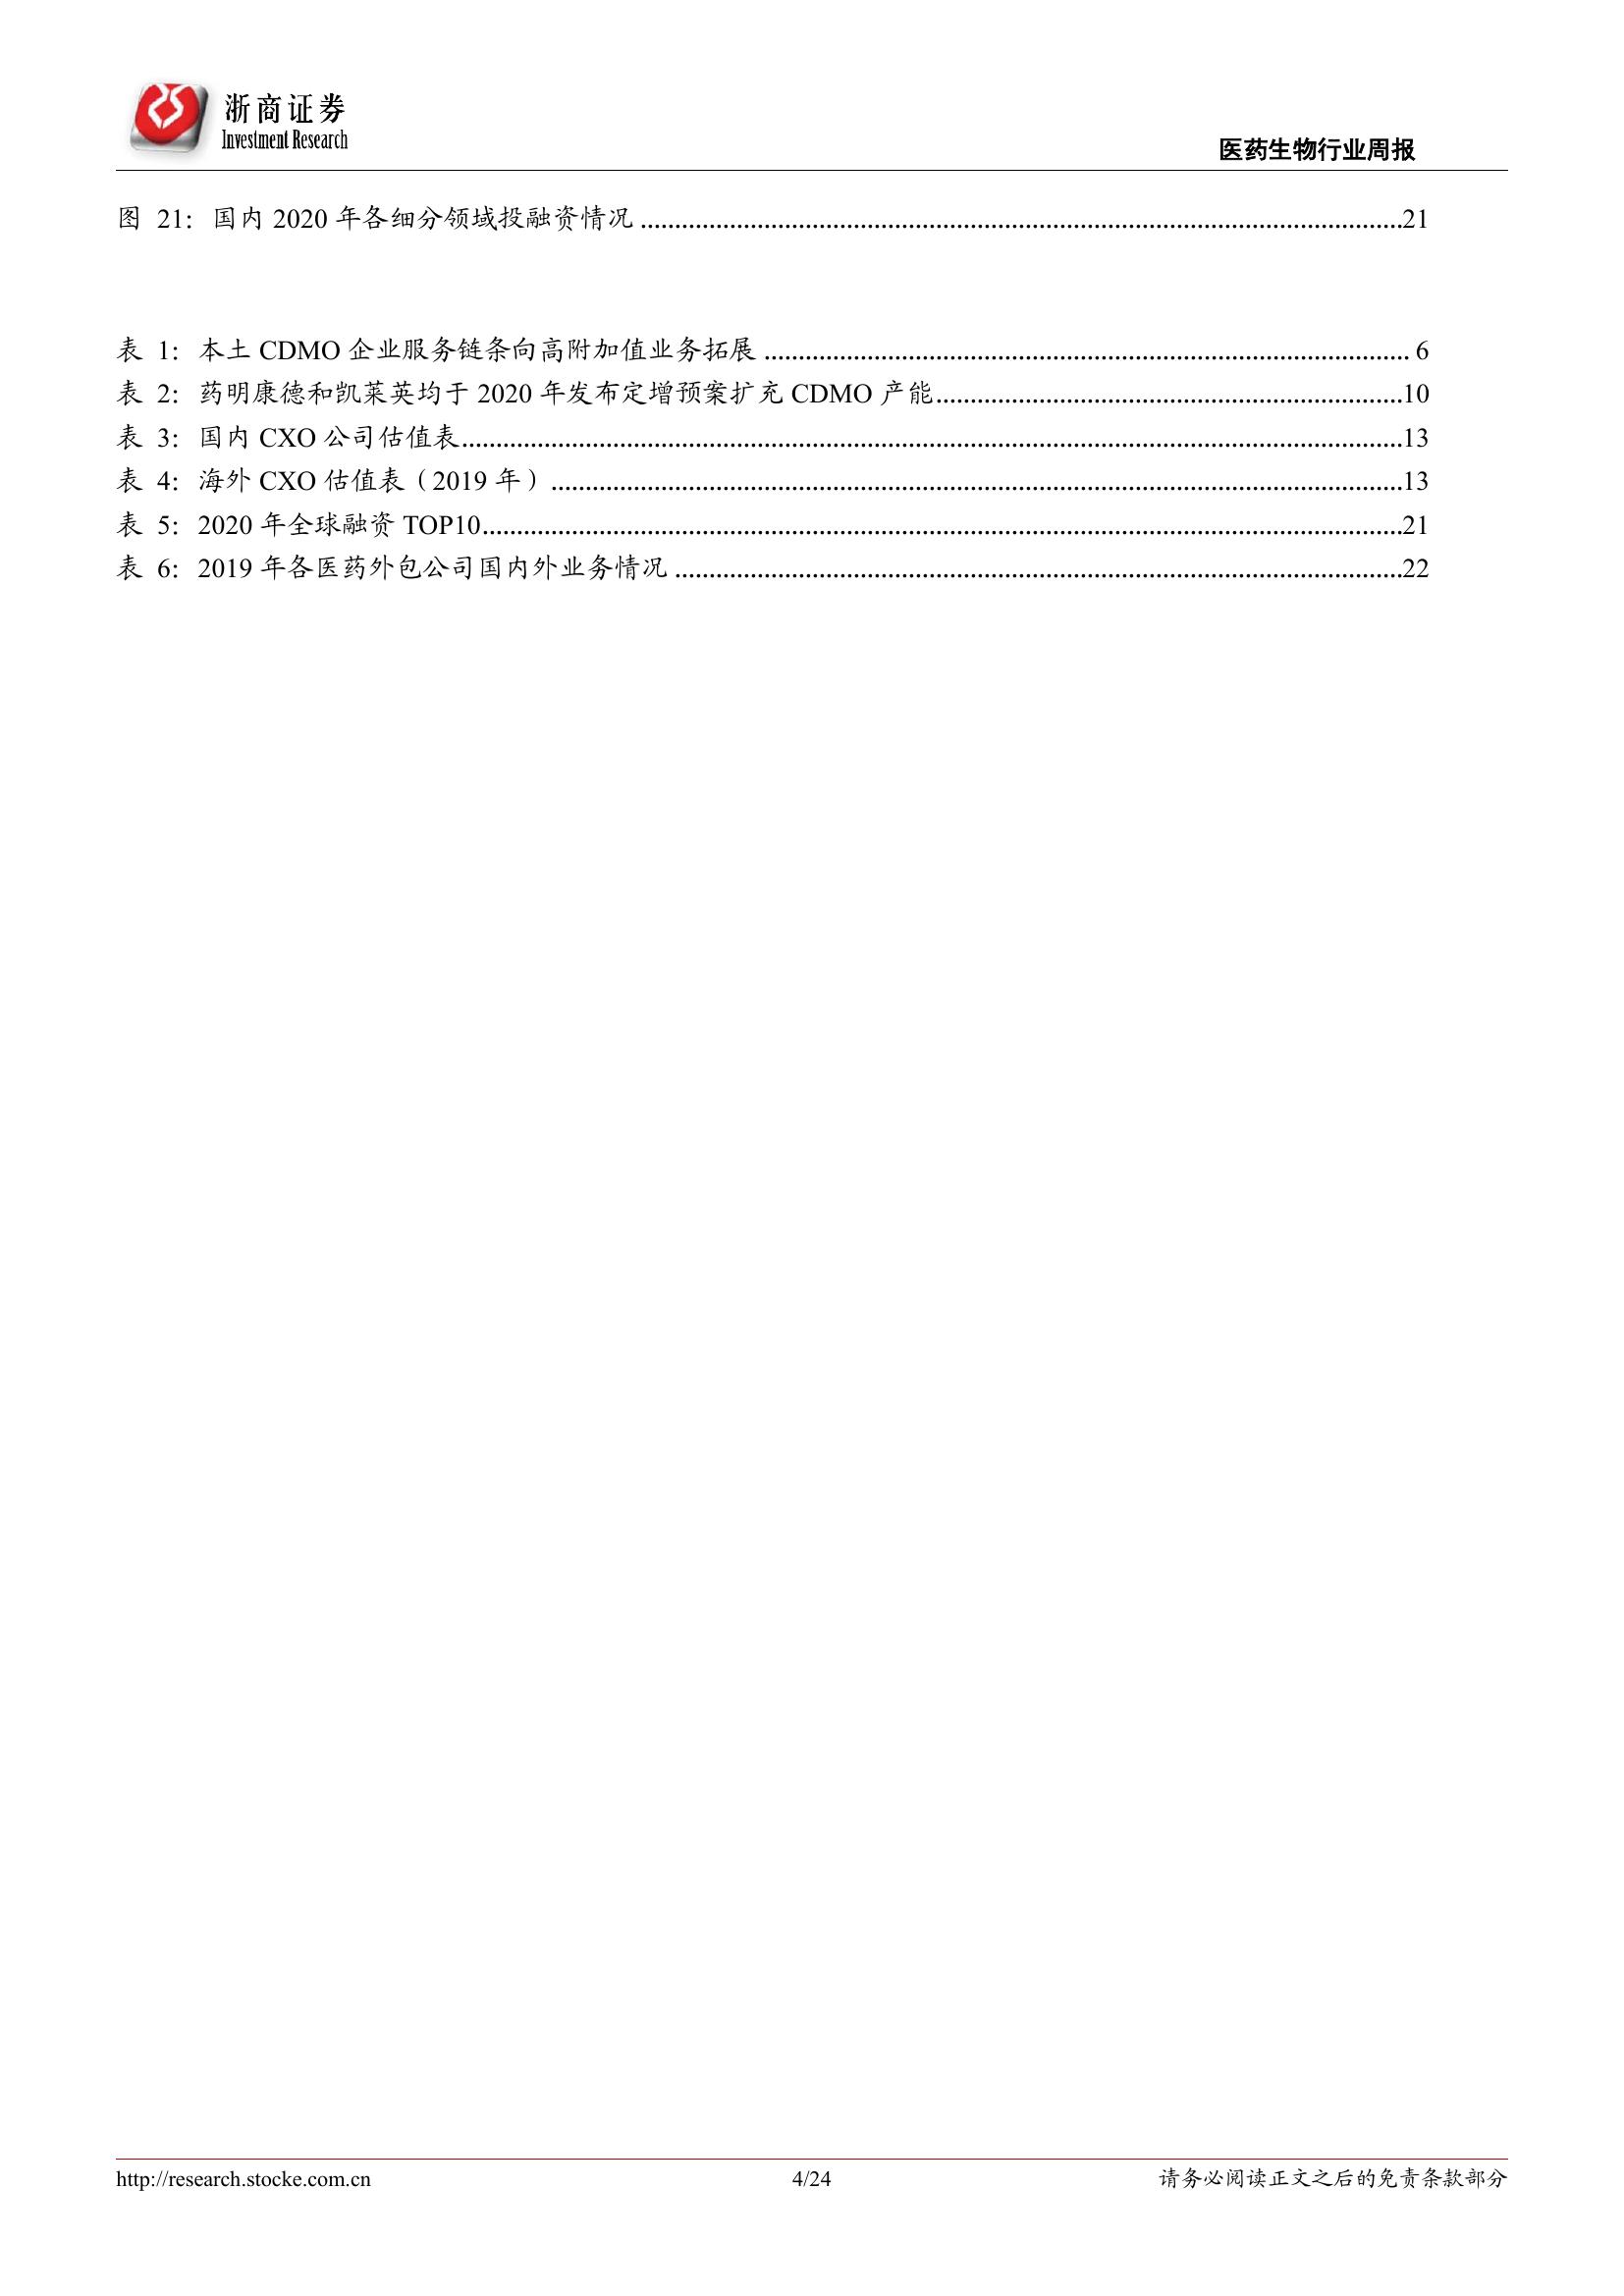 浙商证券
Investment Research
医药生物行业周报
图 21：国内 2020 年各细分领域投融资情况 ........................................................................................................21
表 1：本土 CDMO 企业服务链条向高附加值业务拓展 ........................................................................................ 6
表 2：药明康德和凯莱英均于 2020 年发布定增预案扩充 CDMO 产能................................................................10
表 3：国内 CXO 公司估值表................................................................................................................................13
表 4：海外 CXO 估值表（2019 年）....................................................................................................................13
表 5：2020 年全球融资 TOP10.............................................................................................................................21
表 6：2019 年各医药外包公司国内外业务情况 ...................................................................................................22
http://research.stocke.com.cn
4/24
请务必阅读正文之后的免责条款部分